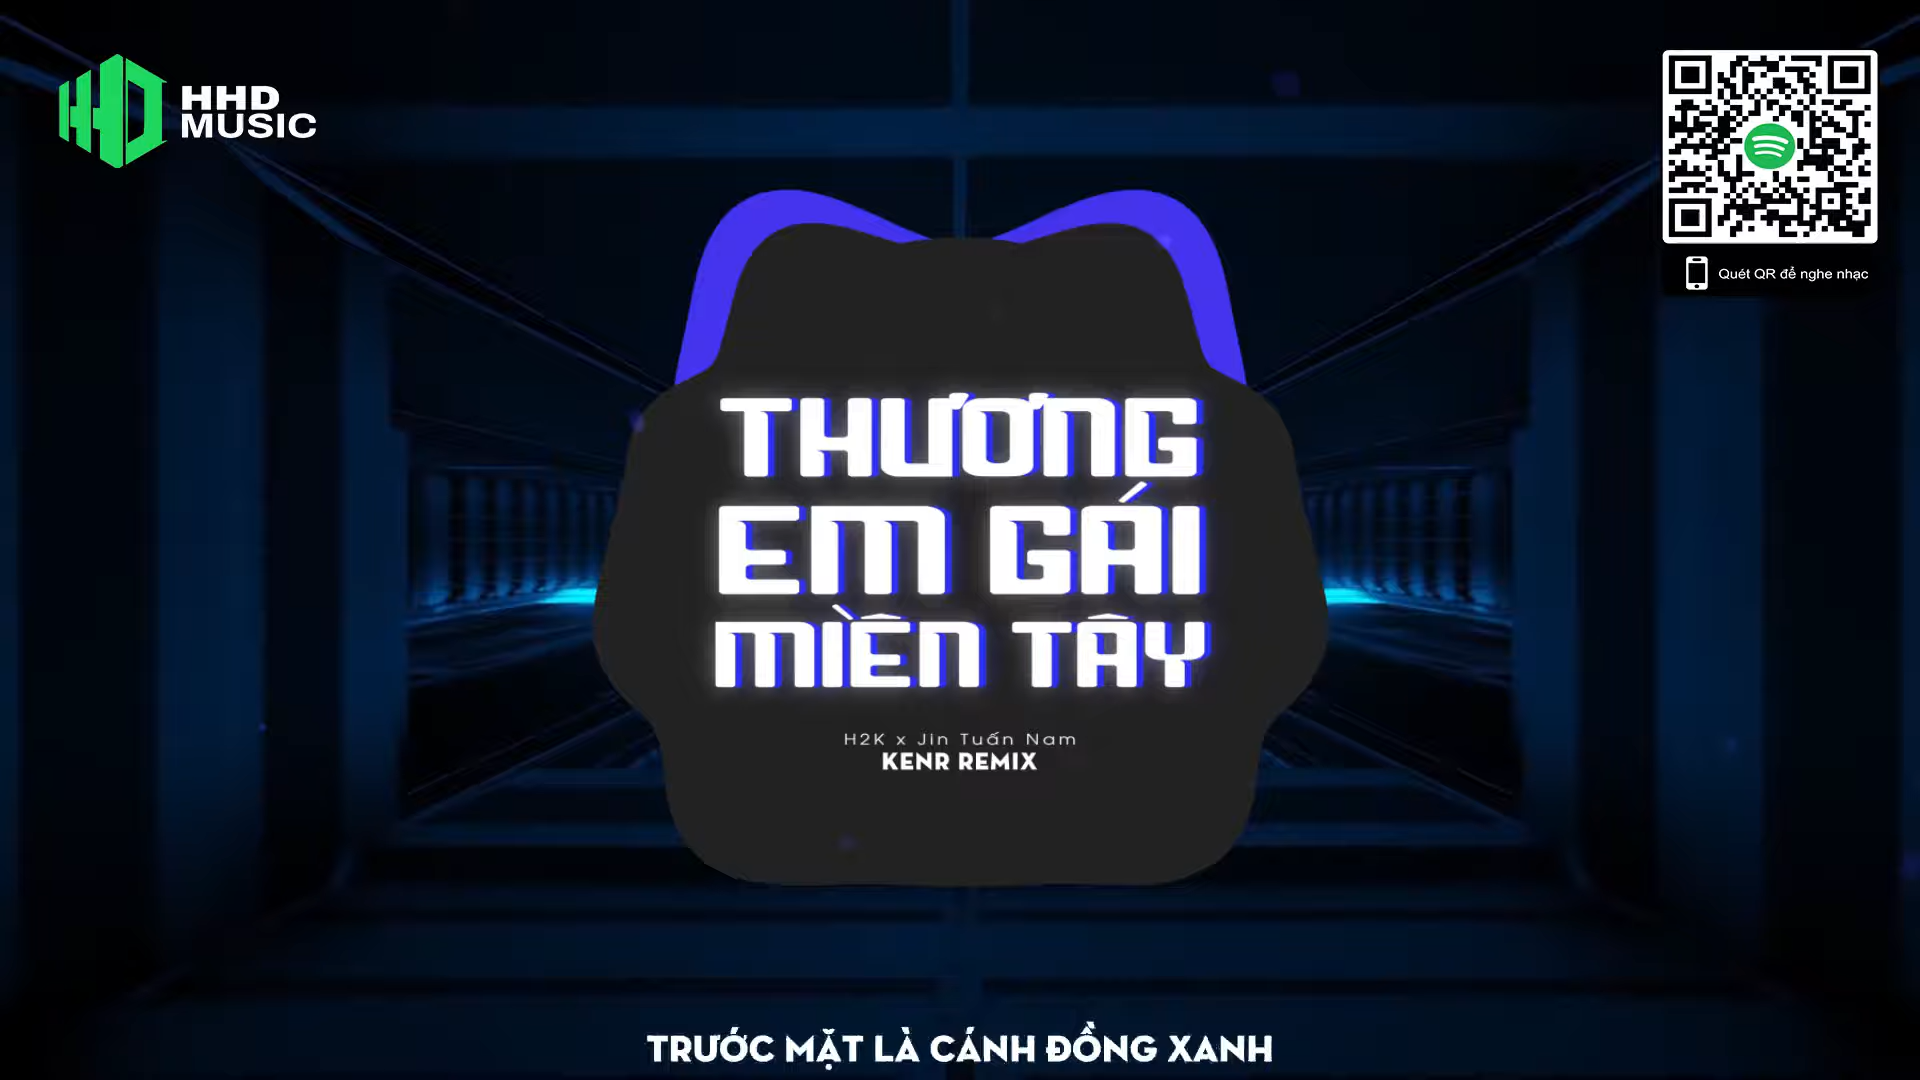 HHD
MUSIC
Quét QR để nghe nhạc
THƯƠNG
EM GÁI
MIỀN TÂY
H2K x Jin Tuấn Nam
KENR REMIX
TRƯỚC MẶT LÀ CÁNH ĐỒNG XANH